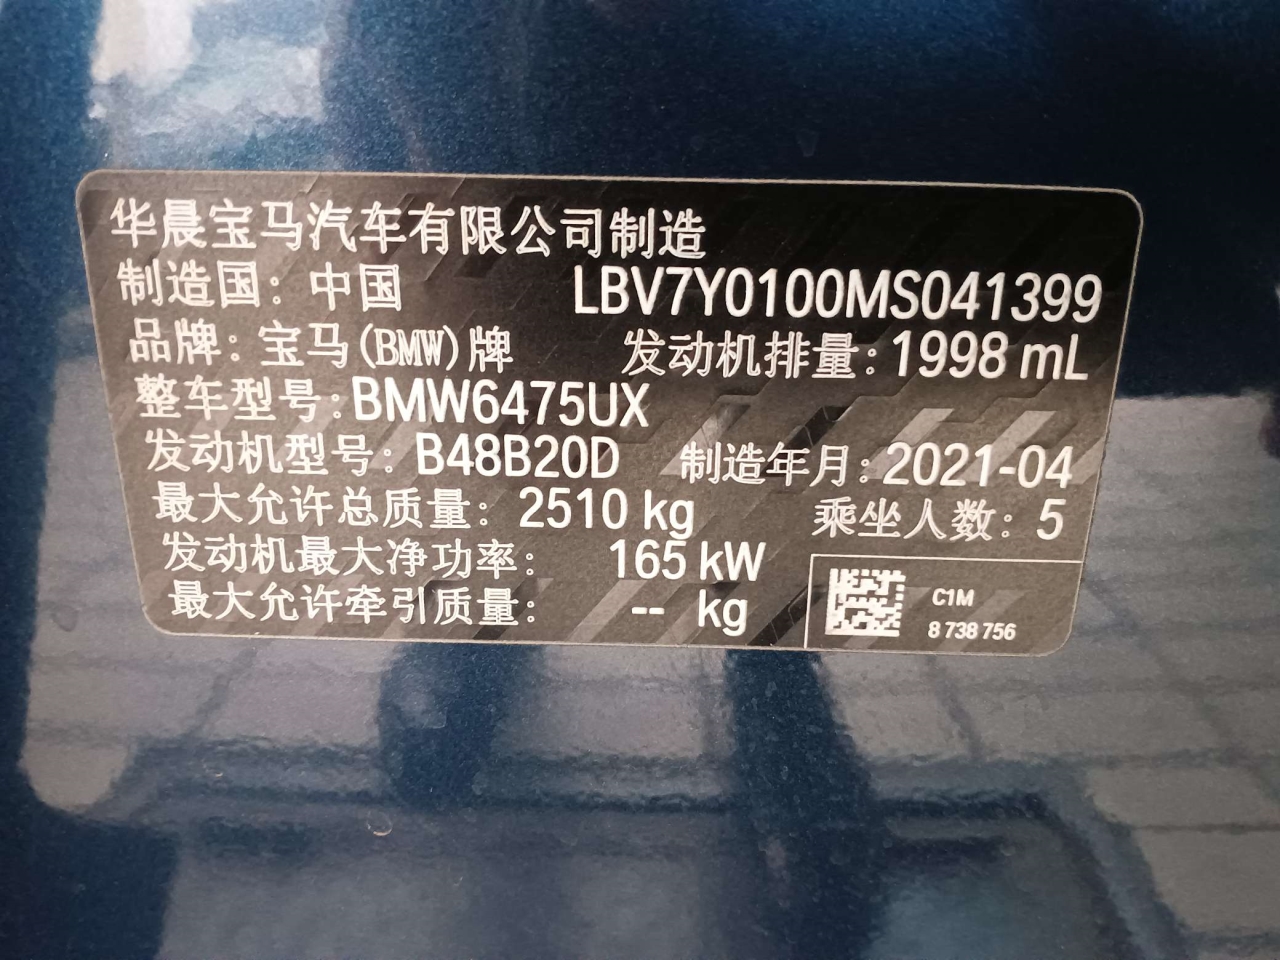 华晨宝马汽车有限公司制造
制造国：中国 LBV7Y0100MS041399
品牌：宝马(BMW)牌 发动机排量：1998 mL
整车型号：BMW6475UX
发动机型号：B48B20D 制造年月：2021-04
最大允许总质量：2510 kg 乘坐人数：5
发动机最大净功率：165 kW
最大允许牵引质量：-- kg
C1M
8 738 756